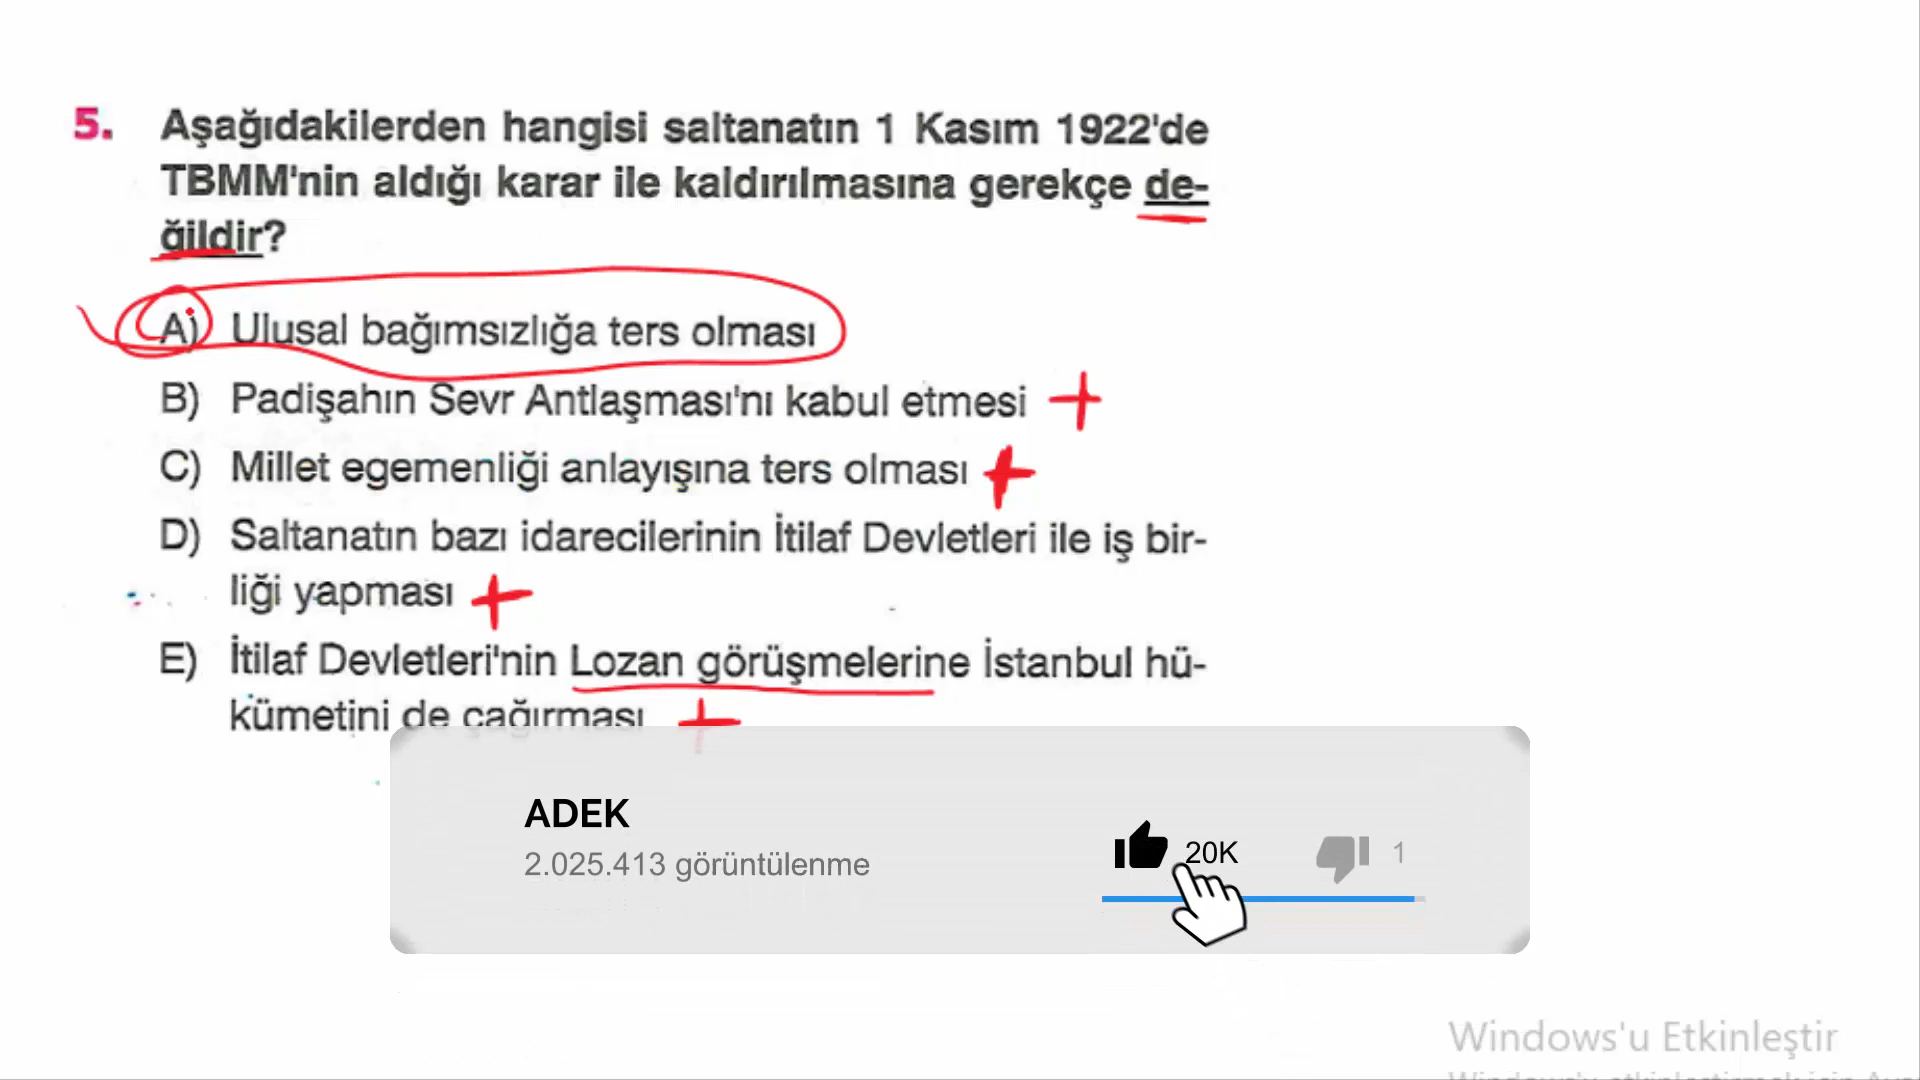 5. Aşağıdakilerden hangisi saltanatın 1 Kasım 1922'de
TBMM'nin aldığı karar ile kaldırılmasına gerekçe de-
ğildir?
A) Ulusal bağımsızlığa ters olması
B) Padişahın Sevr Antlaşması'nı kabul etmesi
C) Millet egemenliği anlayışına ters olması
D) Saltanatın bazı idarecilerinin İtilaf Devletleri ile iş bir-
liği yapması
E) İtilaf Devletleri'nin Lozan görüşmelerine İstanbul hü-
kümetini de çağırması
ADEK
2.025.413 görüntülenme
20K
1
Windows'u Etkinleştir